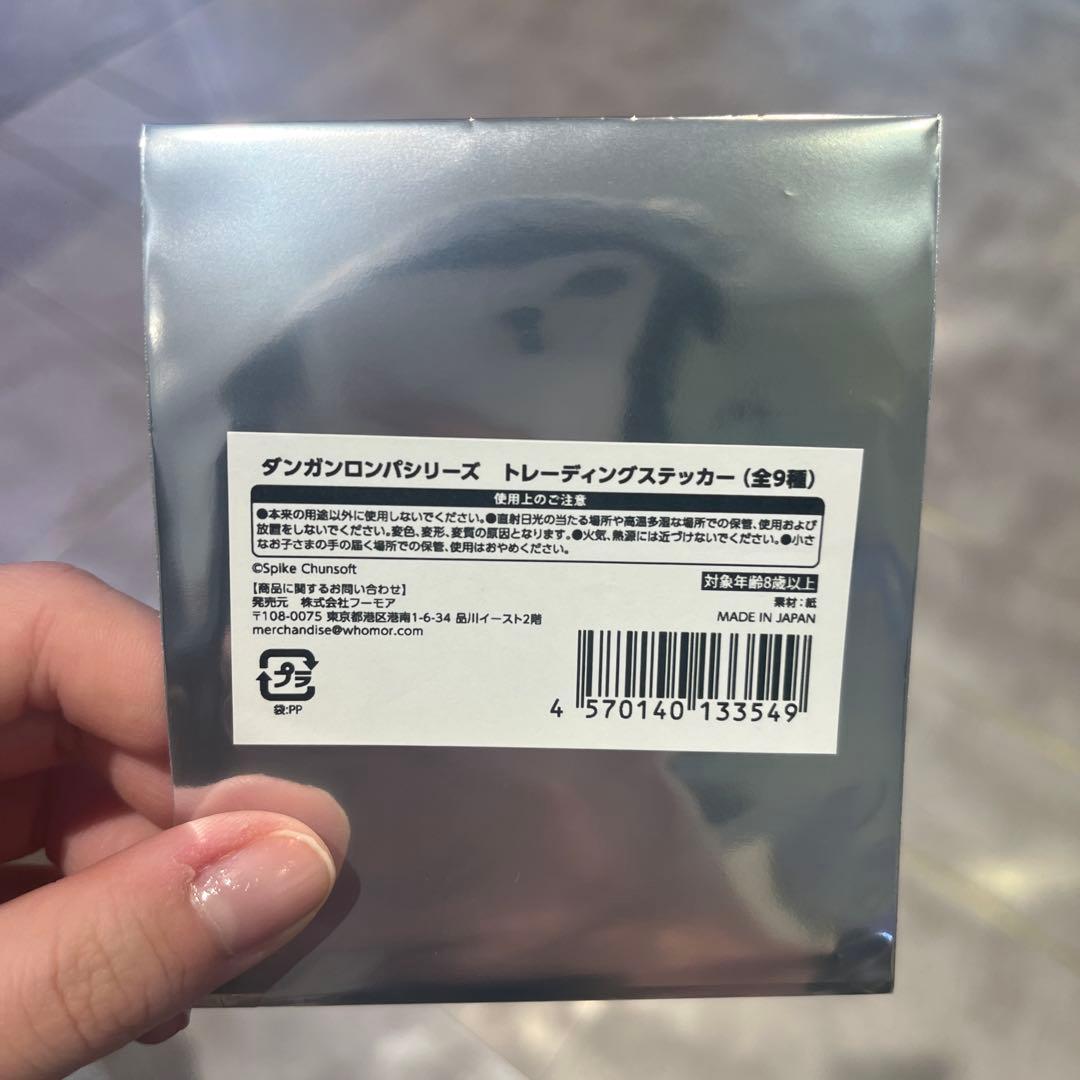 ダンガンロンパシリーズ　トレーディングステッカー（全9種）
使用上のご注意
●本来の用途以外に使用しないでください。●直射日光の当たる場所や高温多湿な場所での保管、使用および
放置をしないでください。変色、変形、変質の原因となります。●火気、熱源には近づけないでください。●小さ
なお子さまの手の届く場所での保管、使用はおやめください。
©Spike Chunsoft
対象年齢8歳以上
【商品に関するお問い合わせ】
素材：紙
発売元　株式会社フーモア
MADE IN JAPAN
〒108-0075 東京都港区港南1-6-34 品川イースト2階
merchandise@whomor.com
プラ
袋:PP
4 570140 133549